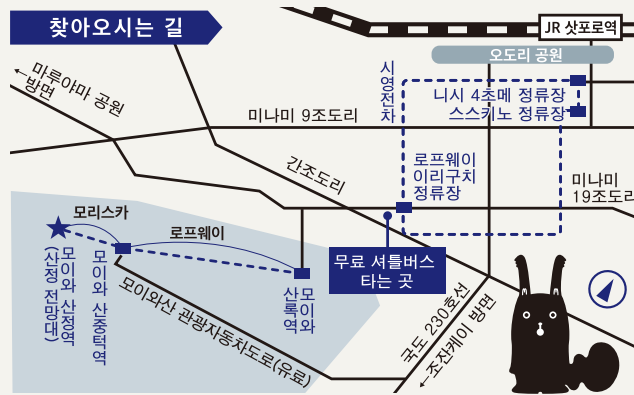 찾아오시는 길
JR 삿포로역
오도리 공원
시영전차
니시 4초메 정류장
스스키노 정류장
←마루야마 공원
방면
미나미 9조도리
간조도리
로프웨이
이리구치
정류장
미나미
19조도리
모리스카
로프웨이
모이와 산정역
(산정 전망대)
모이와 산중턱역
모이와
산록역
무료 셔틀버스
타는 곳
모이와산 관광자동차도로(유료)
국도 230호선
←조잔케이 방면